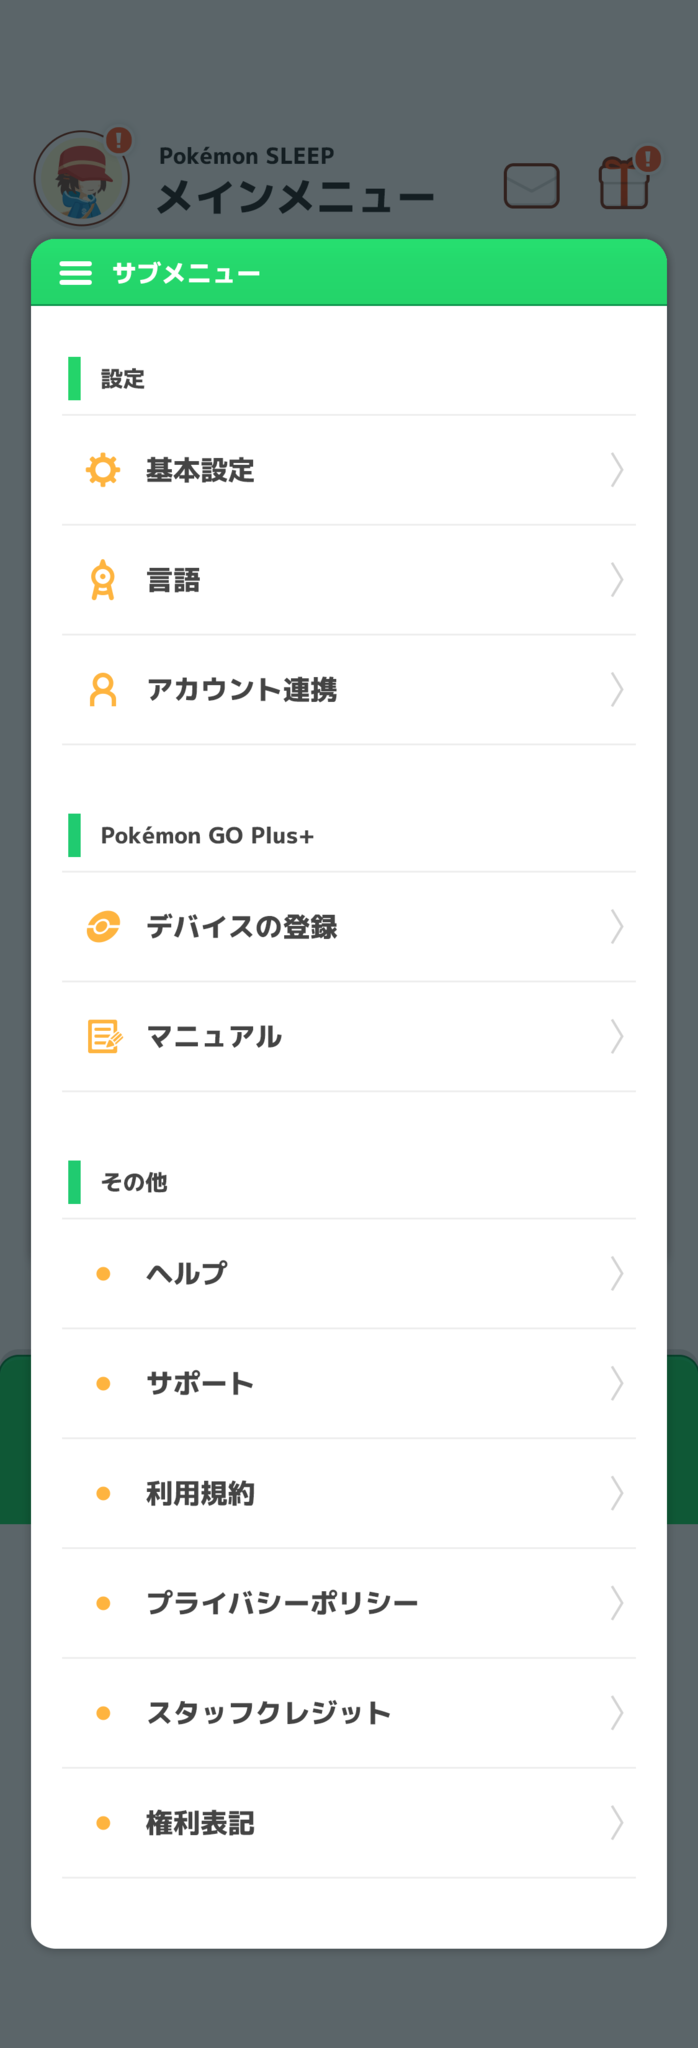 Pokémon SLEEP
メインメニュー
サブメニュー
設定
基本設定
言語
アカウント連携
Pokémon GO Plus+
デバイスの登録
マニュアル
その他
ヘルプ
サポート
利用規約
プライバシーポリシー
スタッフクレジット
権利表記